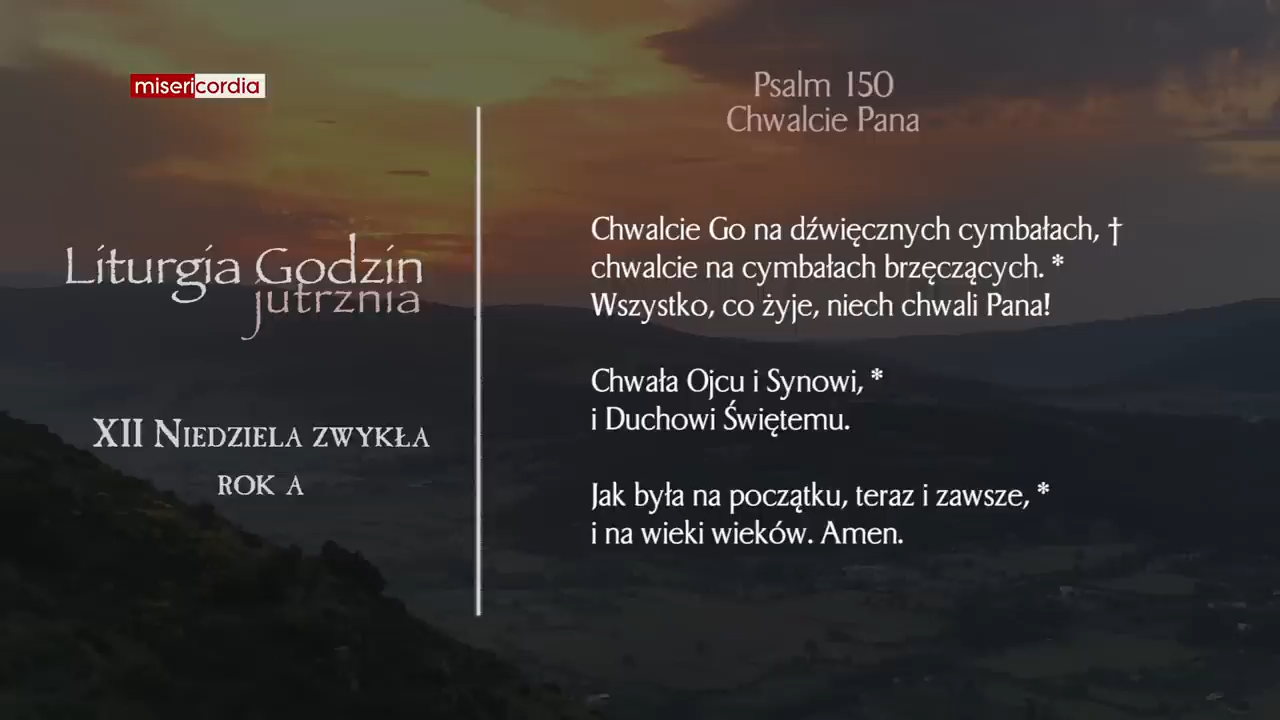 misericordia
Liturgia Godzin
jutrznia
XII Niedziela zwykła
rok A
Psalm 150
Chwalcie Pana
Chwalcie Go na dźwięcznych cymbałach, †
chwalcie na cymbałach brzęczących. *
Wszystko, co żyje, niech chwali Pana!
Chwała Ojcu i Synowi, *
i Duchowi Świętemu.
Jak była na początku, teraz i zawsze, *
i na wieki wieków. Amen.